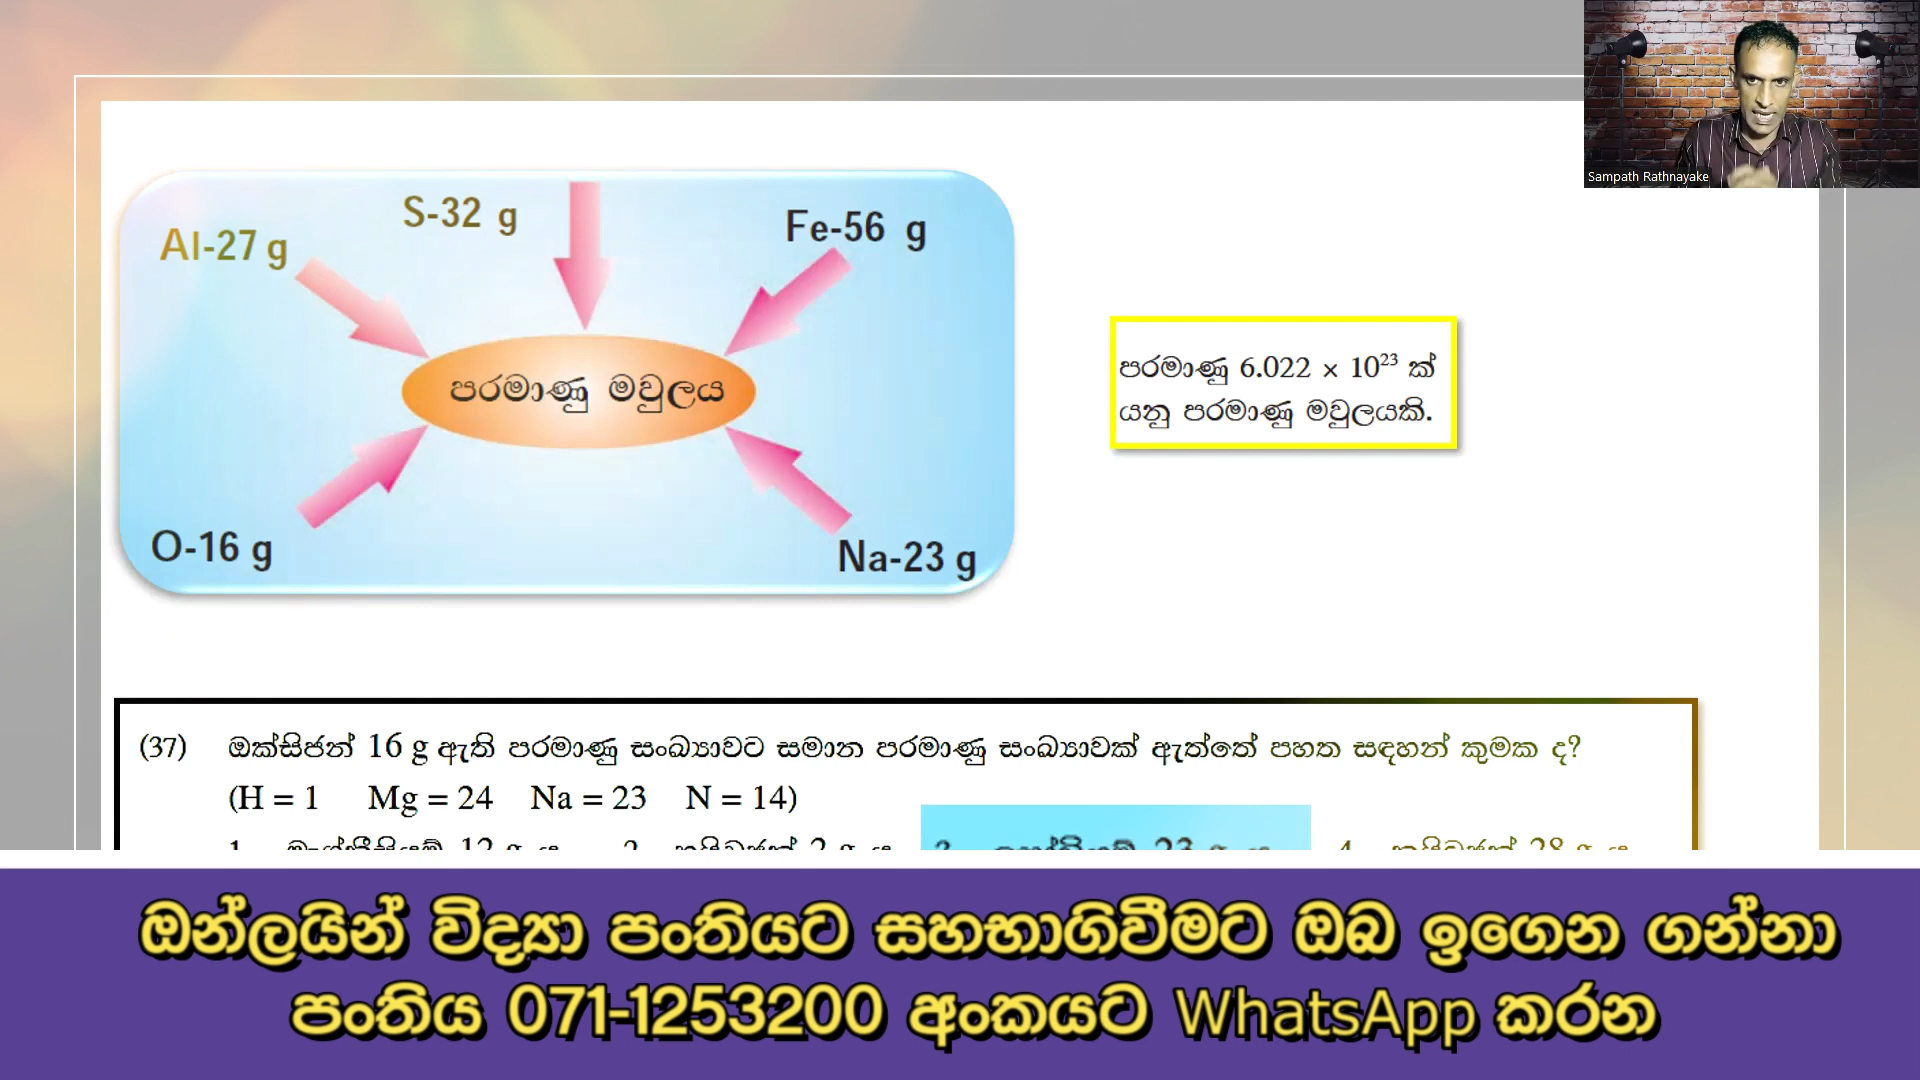 Sampath Rathnayake
S-32 g
Fe-56 g
Al-27 g
පරමාණු මවුලය
O-16 g
Na-23 g
පරමාණු 6.022 × 10²³ ක්
යනු පරමාණු මවුලයකි.
(37) ඔක්සිජන් 16 g ඇති පරමාණු සංඛ්‍යාවට සමාන පරමාණු සංඛ්‍යාවක් ඇත්තේ පහත සඳහන් කුමක ද?
(H = 1 Mg = 24 Na = 23 N = 14)
ඔන්ලයින් විද්‍යා පංතියට සහභාගිවීමට ඔබ ඉගෙන ගන්නා
පංතිය 071-1253200 අංකයට WhatsApp කරන